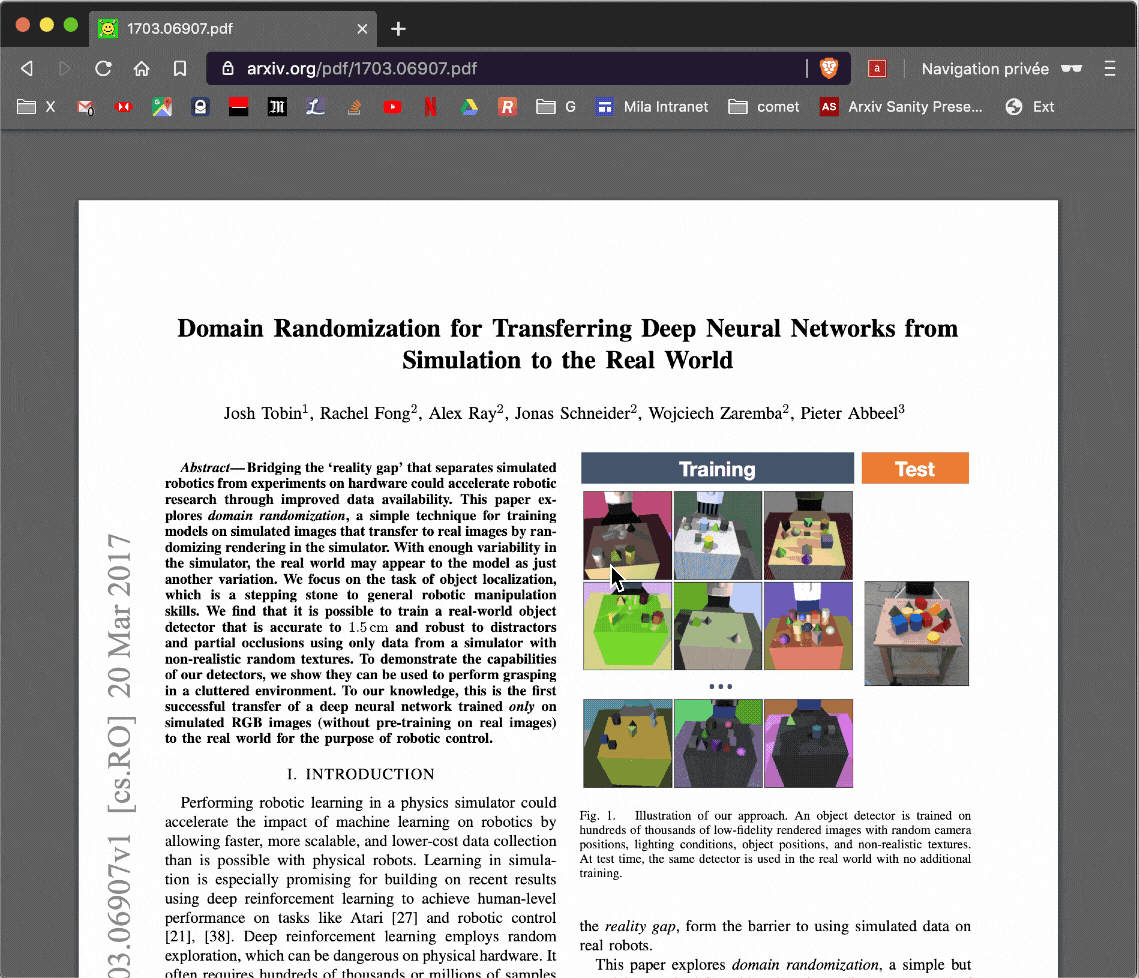 1703.06907.pdf
arxiv.org/pdf/1703.06907.pdf
a
Navigation privée
X
G
Mila Intranet
comet
AS
Arxiv Sanity Prese...
Ext
Domain Randomization for Transferring Deep Neural Networks from
Simulation to the Real World
Josh Tobin1, Rachel Fong2, Alex Ray2, Jonas Schneider2, Wojciech Zaremba2, Pieter Abbeel3
Abstract— Bridging the ‘reality gap’ that separates simulated
robotics from experiments on hardware could accelerate robotic
research through improved data availability. This paper ex-
plores domain randomization, a simple technique for training
models on simulated images that transfer to real images by ran-
domizing rendering in the simulator. With enough variability in
the simulator, the real world may appear to the model as just
another variation. We focus on the task of object localization,
which is a stepping stone to general robotic manipulation
skills. We find that it is possible to train a real-world object
detector that is accurate to 1.5 cm and robust to distractors
and partial occlusions using only data from a simulator with
non-realistic random textures. To demonstrate the capabilities
of our detectors, we show they can be used to perform grasping
in a cluttered environment. To our knowledge, this is the first
successful transfer of a deep neural network trained only on
simulated RGB images (without pre-training on real images)
to the real world for the purpose of robotic control.
I. INTRODUCTION
Performing robotic learning in a physics simulator could
accelerate the impact of machine learning on robotics by
allowing faster, more scalable, and lower-cost data collection
than is possible with physical robots. Learning in simula-
tion is especially promising for building on recent results
using deep reinforcement learning to achieve human-level
performance on tasks like Atari [27] and robotic control
[21], [38]. Deep reinforcement learning employs random
exploration, which can be dangerous on physical hardware. It
often requires hundreds of thousands or millions of samples
Training
Test
Fig. 1. Illustration of our approach. An object detector is trained on
hundreds of thousands of low-fidelity rendered images with random camera
positions, lighting conditions, object positions, and non-realistic textures.
At test time, the same detector is used in the real world with no additional
training.
the reality gap, form the barrier to using simulated data on
real robots.
This paper explores domain randomization, a simple but
03.06907v1 [cs.RO] 20 Mar 2017